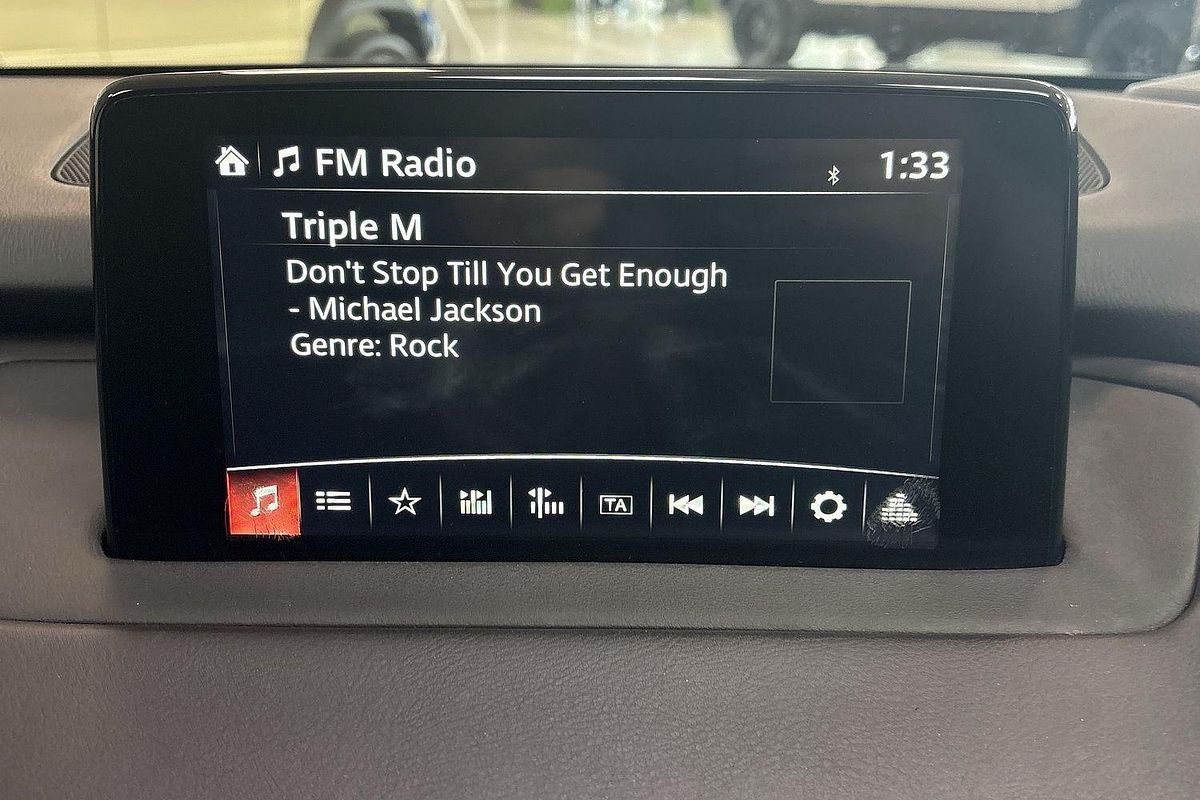 FM Radio
1:33
Triple M
Don't Stop Till You Get Enough
- Michael Jackson
Genre: Rock
TA